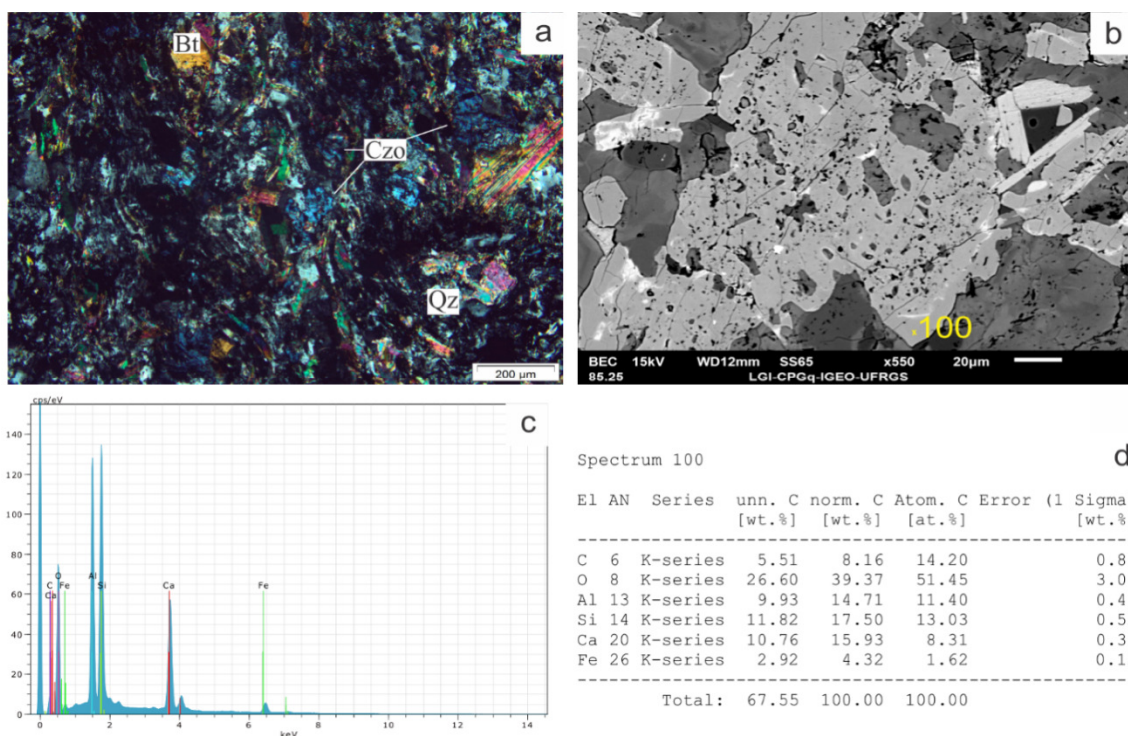 a
Bt
Czo
Qz
200 µm
b
×100
BEC 15kV WD12mm SS65 x550 20µm
85.25 LGI-CPGq-IGEO-UFRGS
c
cps/eV
140
120
100
80
60
40
20
0
C
Ca
O
Fe
Al
Si
Ca
Fe
0 2 4 6 8 10 12 14
keV
d
Spectrum 100
El AN Series unn. C norm. C Atom. C Error (1 Sigma
[wt.%] [wt.%] [at.%] [wt.%
C 6 K-series 5.51 8.16 14.20 0.8
O 8 K-series 26.60 39.37 51.45 3.0
Al 13 K-series 9.93 14.71 11.40 0.4
Si 14 K-series 11.82 17.50 13.03 0.5
Ca 20 K-series 10.76 15.93 8.31 0.3
Fe 26 K-series 2.92 4.32 1.62 0.1
Total: 67.55 100.00 100.00